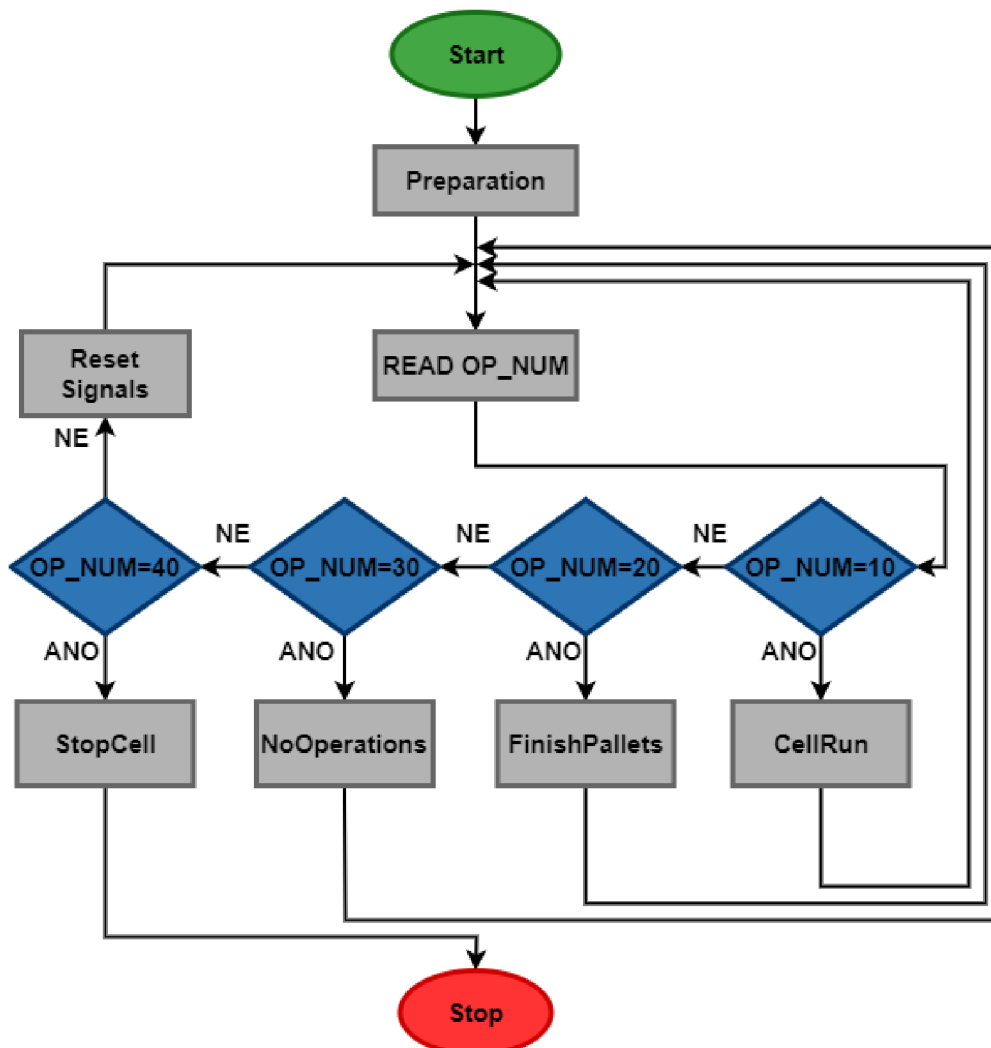 Start
Preparation
Reset
Signals
READ OP_NUM
NE
OP_NUM=40
NE
OP_NUM=30
NE
OP_NUM=20
NE
OP_NUM=10
ANO
ANO
ANO
ANO
StopCell
NoOperations
FinishPallets
CellRun
Stop